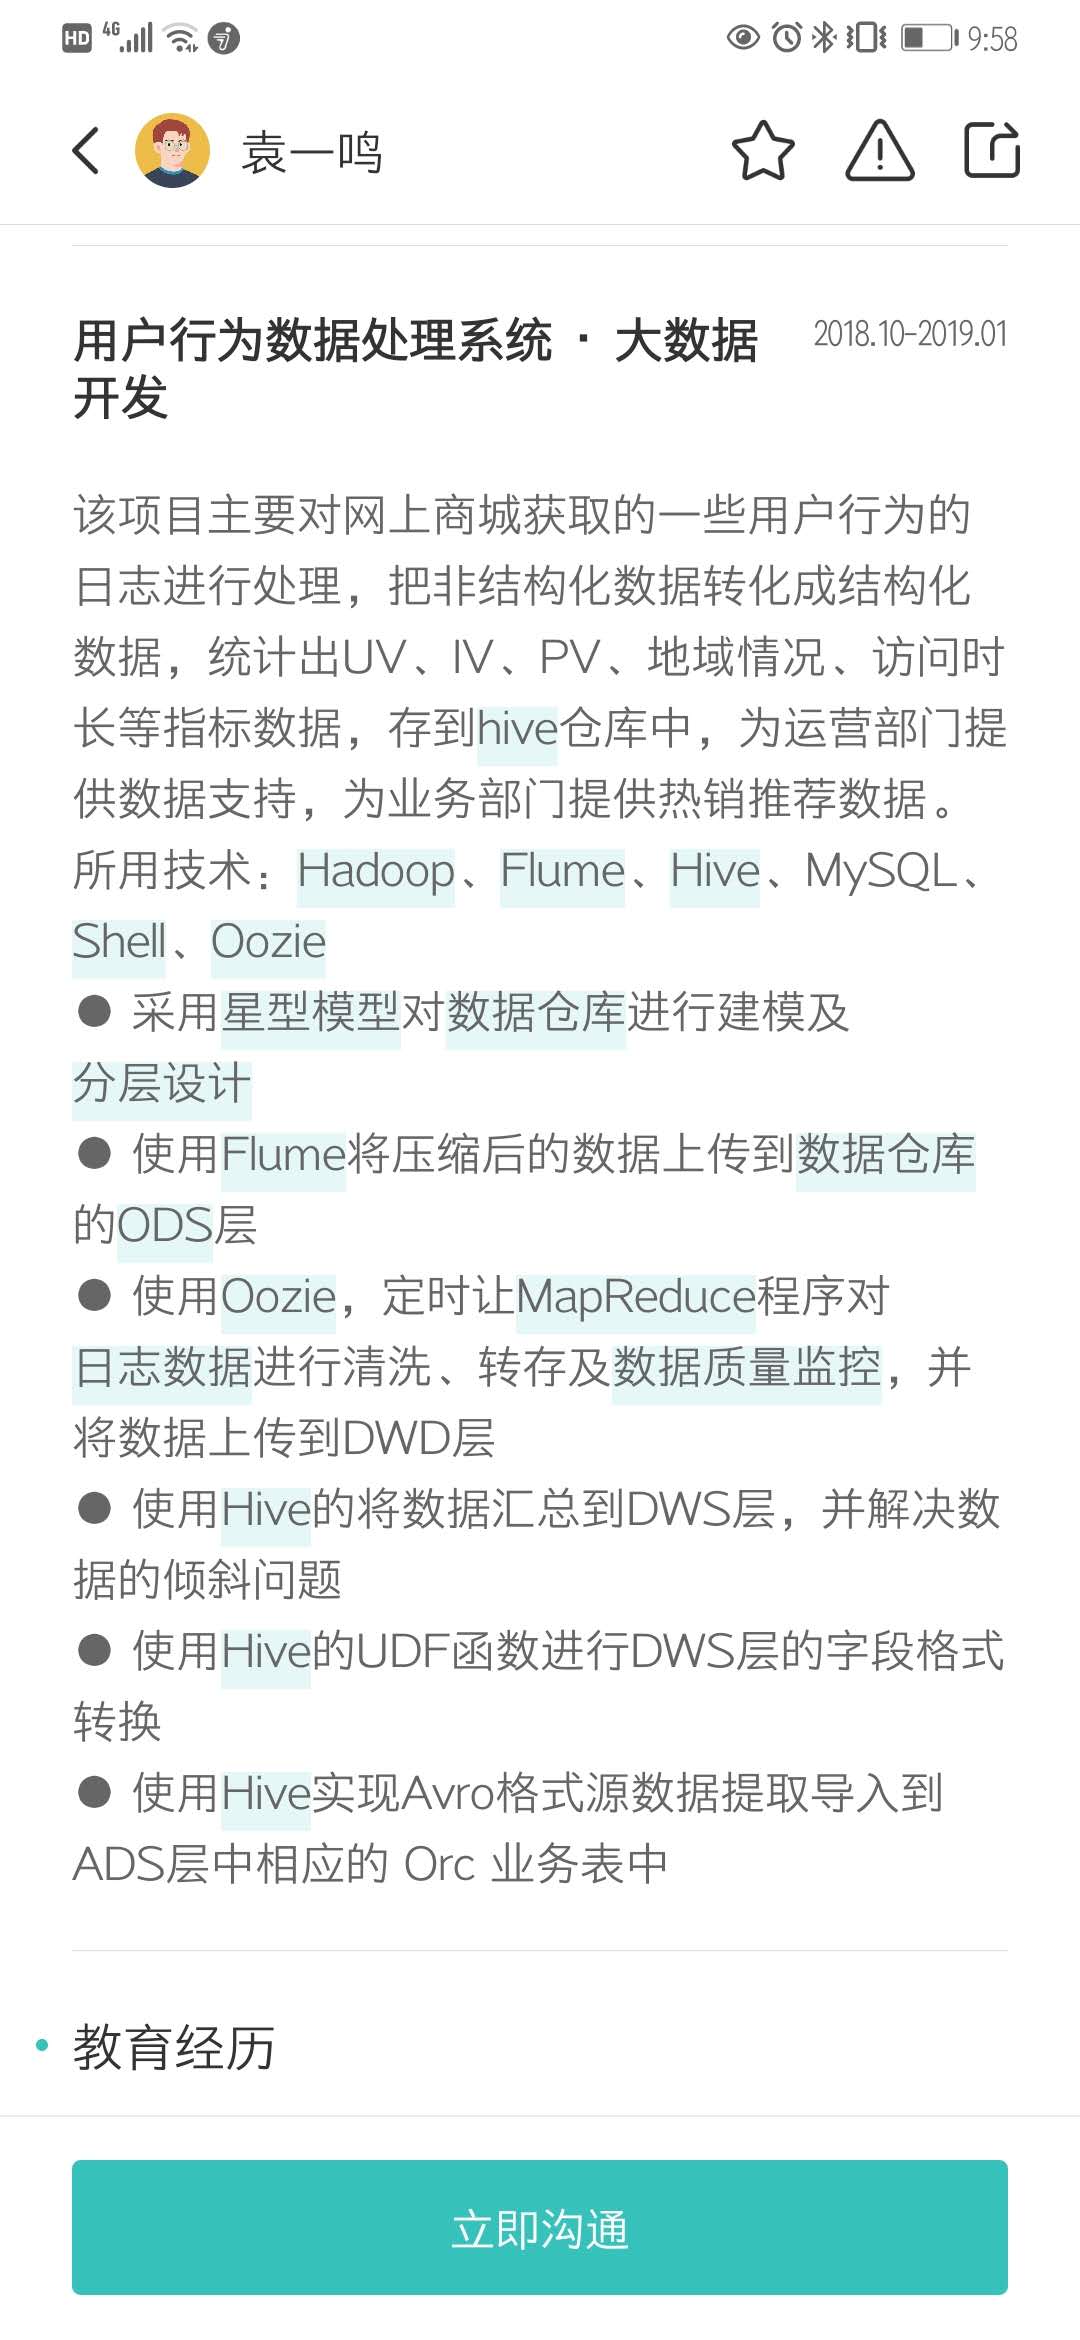 HD 4G 9:58
袁一鸣
用户行为数据处理系统 · 大数据 2018.10-2019.01
开发
该项目主要对网上商城获取的一些用户行为的
日志进行处理，把非结构化数据转化成结构化
数据，统计出UV、IV、PV、地域情况、访问时
长等指标数据，存到hive仓库中，为运营部门提
供数据支持，为业务部门提供热销推荐数据。
所用技术：Hadoop、Flume、Hive、MySQL、
Shell、Oozie
● 采用星型模型对数据仓库进行建模及
分层设计
● 使用Flume将压缩后的数据上传到数据仓库
的ODS层
● 使用Oozie，定时让MapReduce程序对
日志数据进行清洗、转存及数据质量监控，并
将数据上传到DWD层
● 使用Hive的将数据汇总到DWS层，并解决数
据的倾斜问题
● 使用Hive的UDF函数进行DWS层的字段格式
转换
● 使用Hive实现Avro格式源数据提取导入到
ADS层中相应的 Orc 业务表中
教育经历
立即沟通